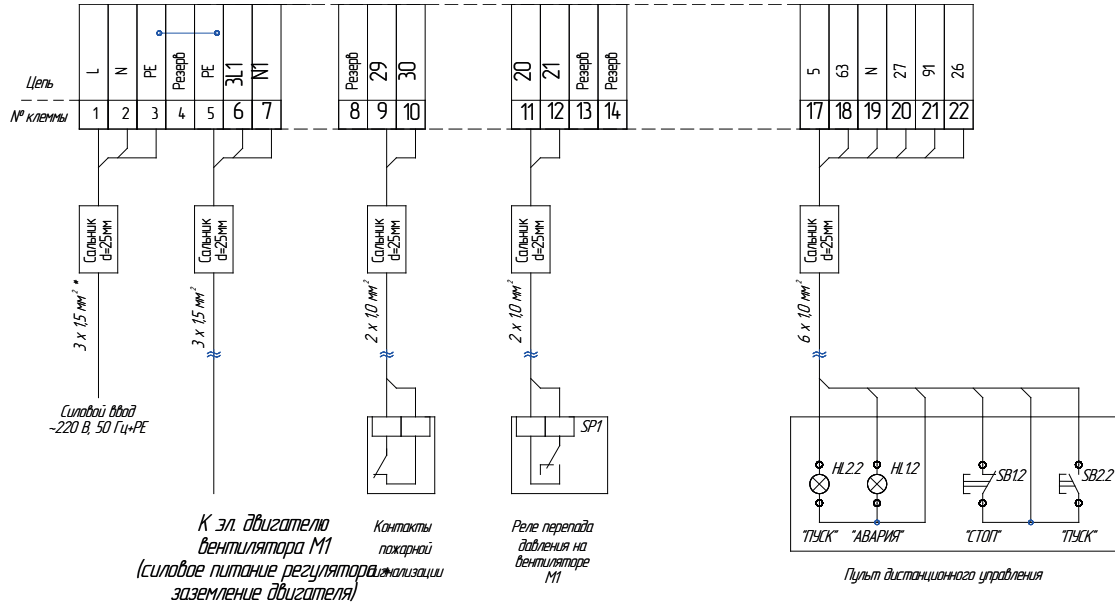 Цепь
L N PE Резерв PE 3L1 N1 Резерв 29 30 20 21 Резерв Резерв 5 63 N 27 91 26
№ клеммы
1 2 3 4 5 6 7 8 9 10 11 12 13 14 17 18 19 20 21 22
Сальник
d=25мм
Сальник
d=25мм
Сальник
d=25мм
Сальник
d=25мм
Сальник
d=25мм
3 x 1,5 мм² *
3 x 1,5 мм²
2 x 1,0 мм²
2 x 1,0 мм²
6 x 1,0 мм²
Силовой ввод
~220 В, 50 Гц+PE
К эл. двигателю
вентилятора М1
(силовое питание регулятора+
заземление двигателя)
Контакты
пожарной
сигнализации
SP1
Реле перепада
давления на
вентиляторе
М1
HL2.2 HL1.2 SB1.2 SB2.2
"ПУСК" "АВАРИЯ" "СТОП" "ПУСК"
Пульт дистанционного управления